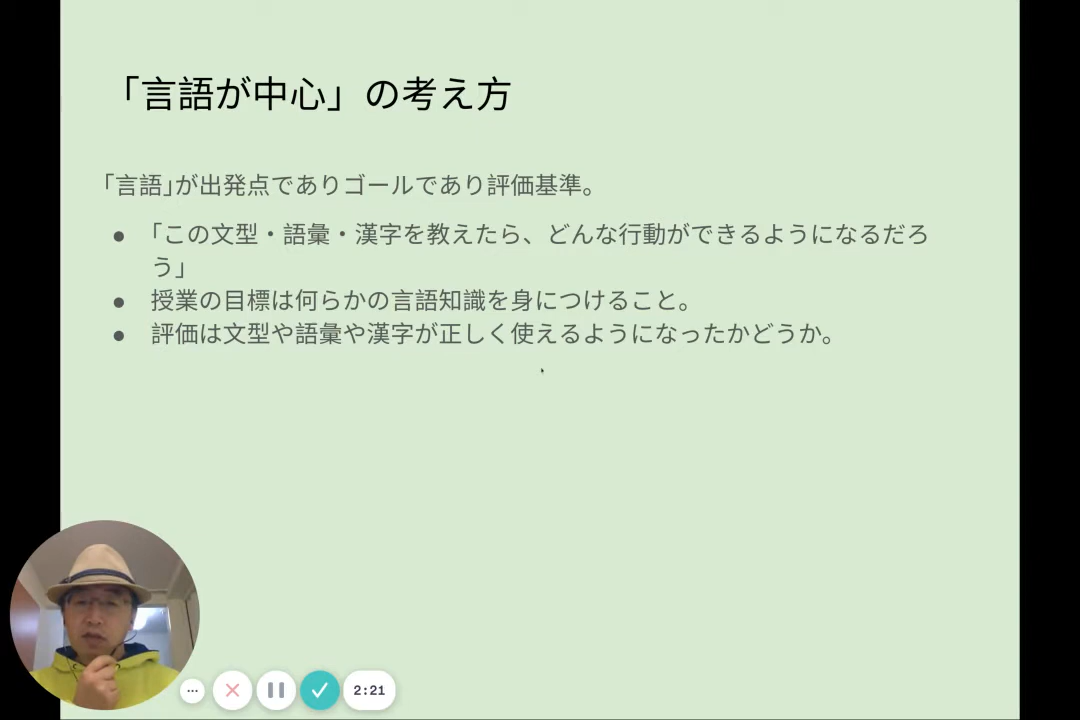 「言語が中心」の考え方
「言語」が出発点でありゴールであり評価基準。
● 「この文型・語彙・漢字を教えたら、どんな行動ができるようになるだろ
う」
● 授業の目標は何らかの言語知識を身につけること。
● 評価は文型や語彙や漢字が正しく使えるようになったかどうか。
2:21